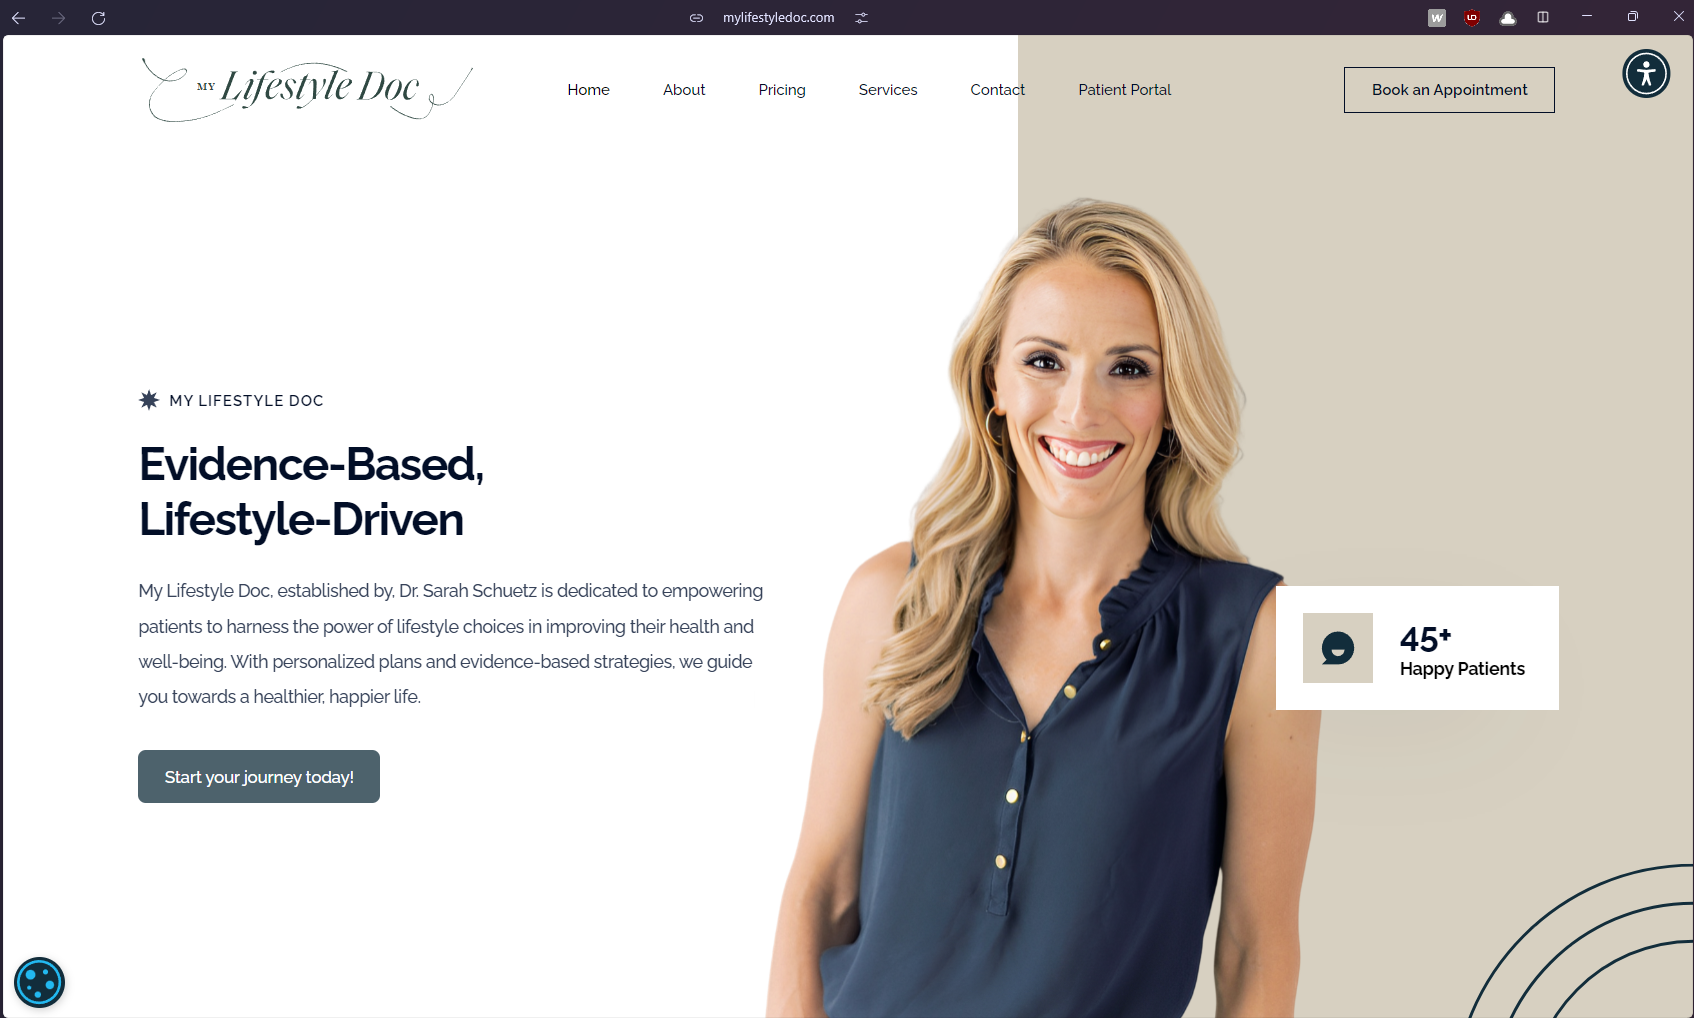 mylifestyledoc.com
W
MY Lifestyle Doc
Home
About
Pricing
Services
Contact
Patient Portal
Book an Appointment
MY LIFESTYLE DOC
Evidence-Based,
Lifestyle-Driven
My Lifestyle Doc, established by, Dr. Sarah Schuetz is dedicated to empowering
patients to harness the power of lifestyle choices in improving their health and
well-being. With personalized plans and evidence-based strategies, we guide
you towards a healthier, happier life.
Start your journey today!
45+
Happy Patients